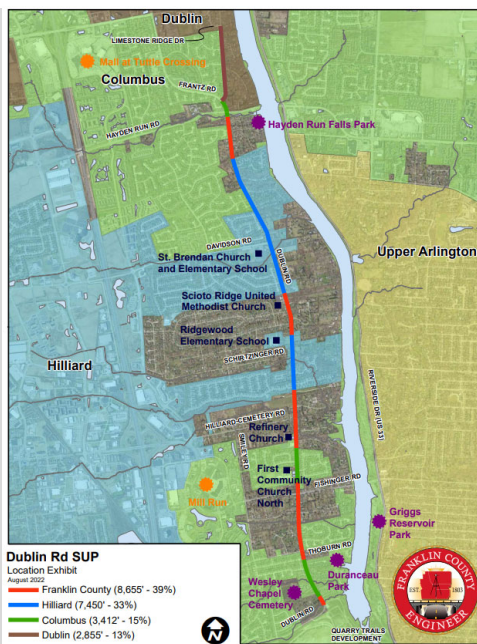 Dublin
LIMESTONE RIDGE DR
Mall at Tuttle Crossing
Columbus
FRANTZ RD
HAYDEN RUN RD
Hayden Run Falls Park
DAVIDSON RD
DUBLIN RD
St. Brendan Church
and Elementary School
Upper Arlington
Scioto Ridge United
Methodist Church
Ridgewood
Elementary School
Hilliard
SCHIRTZINGER RD
RIVERSIDE DR (US 33)
HILLIARD CEMETERY RD
SMILEY RD
Refinery
Church
First
Community
Church
North
FISHINGER RD
Mill Run
Griggs
Reservoir
Park
THOBURN RD
Duranceau
Park
Wesley
Chapel
Cemetery
DUBLIN RD
QUARRY TRAILS
DEVELOPMENT
Dublin Rd SUP
Location Exhibit
August 2022
Franklin County (8,655' - 39%)
Hilliard (7,450' - 33%)
Columbus (3,412' - 15%)
Dublin (2,855' - 13%)
N
FRANKLIN COUNTY
EST. 1803
ENGINEER